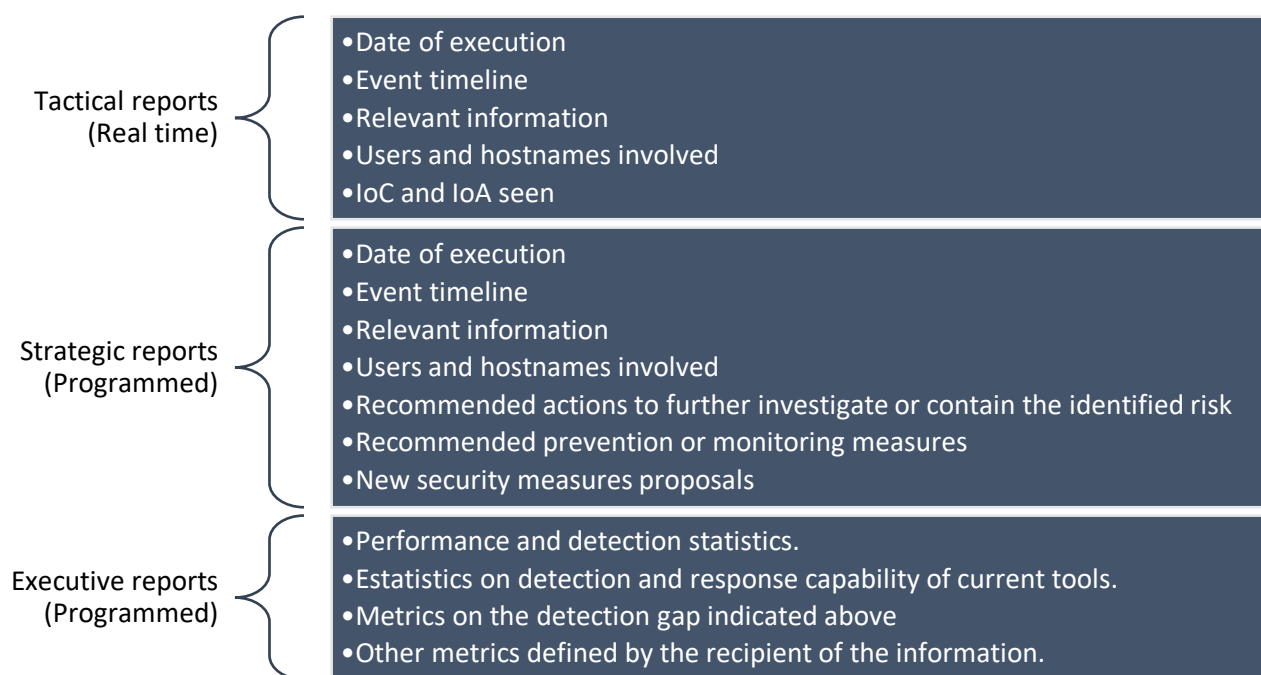 Tactical reports
(Real time)
•Date of execution
•Event timeline
•Relevant information
•Users and hostnames involved
•IoC and IoA seen
Strategic reports
(Programmed)
•Date of execution
•Event timeline
•Relevant information
•Users and hostnames involved
•Recommended actions to further investigate or contain the identified risk
•Recommended prevention or monitoring measures
•New security measures proposals
Executive reports
(Programmed)
•Performance and detection statistics.
•Estatistics on detection and response capability of current tools.
•Metrics on the detection gap indicated above
•Other metrics defined by the recipient of the information.